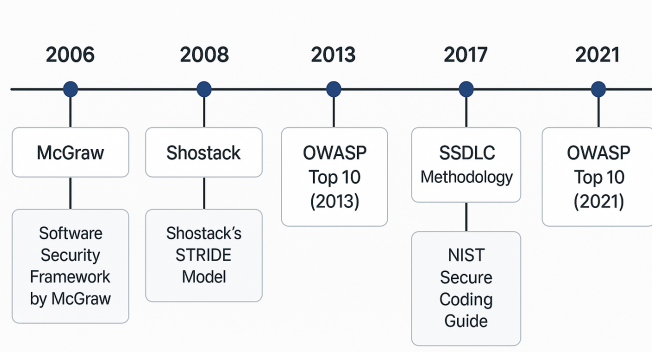 2006
2008
2013
2017
2021
McGraw
Shostack
OWASP
Top 10
(2013)
SSDLC
Methodology
OWASP
Top 10
(2021)
Software
Security
Framework
by McGraw
Shostack's
STRIDE
Model
NIST
Secure
Coding
Guide